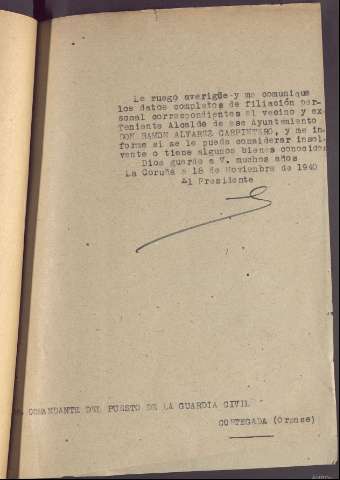 Le ruego averigüe y me comunique
los datos completos de filiación per-
sonal correspondientes al vecino y ex-
Teniente Alcalde de ese Ayuntamiento
DON RAMON ALVAREZ CARPINTERO, y me in-
forme si se le puede considerar insol-
vente o tiene algunos bienes conocidos
Dios guarde a V. muchos años
La Coruña a 18 de Noviembre de 1940
El Presidente
COMANDANTE DEL PUESTO DE LA GUARDIA CIVIL
CORTEGADA (Orense)